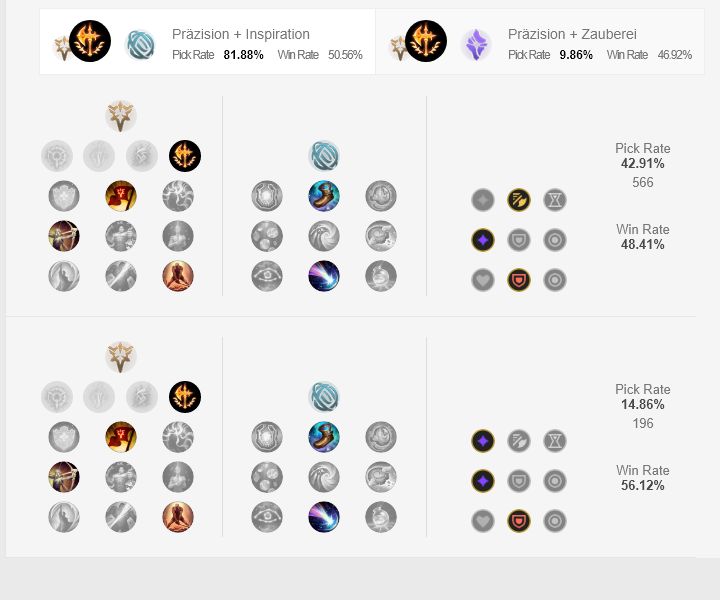 Präzision + Inspiration
Pick Rate 81.88% Win Rate 50.56%
Präzision + Zauberei
Pick Rate 9.86% Win Rate 46.92%
Pick Rate
42.91%
566
Win Rate
48.41%
Pick Rate
14.86%
196
Win Rate
56.12%